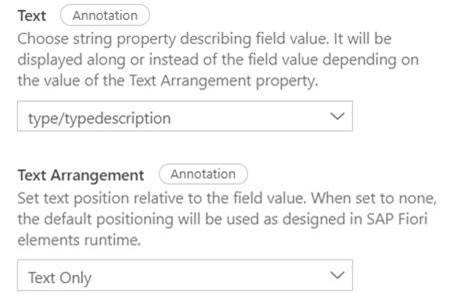 Text Annotation
Choose string property describing field value. It will be
displayed along or instead of the field value depending on
the value of the Text Arrangement property.
type/typedescription
Text Arrangement Annotation
Set text position relative to the field value. When set to none,
the default positioning will be used as designed in SAP Fiori
elements runtime.
Text Only